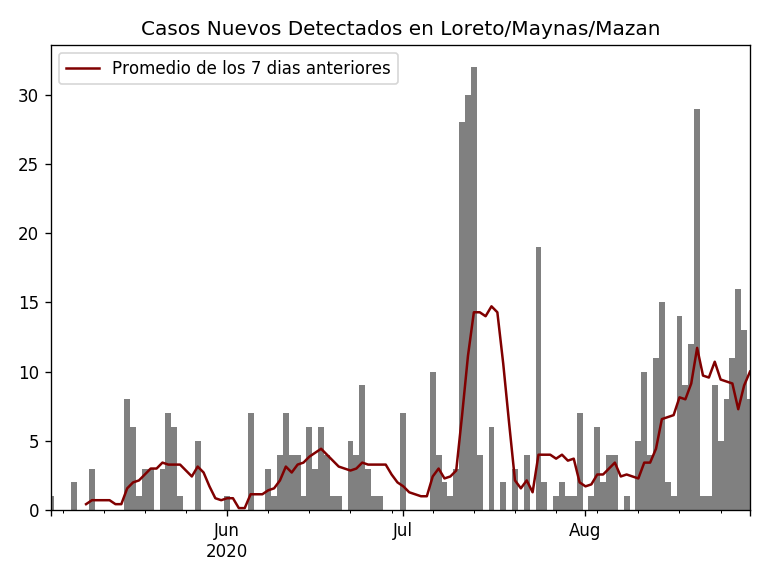 Casos Nuevos Detectados en Loreto/Maynas/Mazan
Promedio de los 7 dias anteriores
30
25
20
15
10
5
0
Jun
2020
Jul
Aug